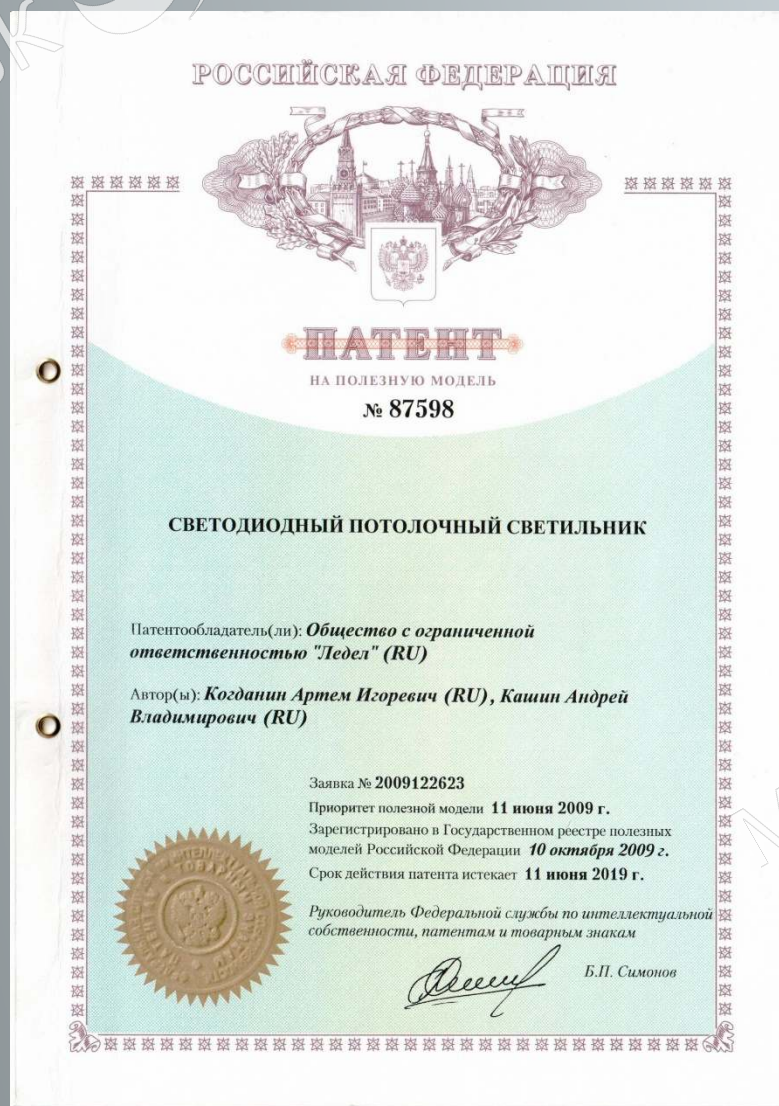 РОССИЙСКАЯ ФЕДЕРАЦИЯ
ПАТЕНТ
НА ПОЛЕЗНУЮ МОДЕЛЬ
№ 87598
СВЕТОДИОДНЫЙ ПОТОЛОЧНЫЙ СВЕТИЛЬНИК
Патентообладатель(ли): Общество с ограниченной
ответственностью "Ледел" (RU)
Автор(ы): Когданин Артем Игоревич (RU), Кашин Андрей
Владимирович (RU)
Заявка № 2009122623
Приоритет полезной модели 11 июня 2009 г.
Зарегистрировано в Государственном реестре полезных
моделей Российской Федерации 10 октября 2009 г.
Срок действия патента истекает 11 июня 2019 г.
Руководитель Федеральной службы по интеллектуальной
собственности, патентам и товарным знакам
Б.П. Симонов